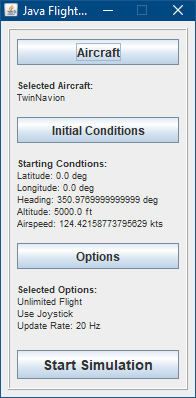 Java Flight...
Aircraft
Selected Aircraft:
TwinNavion
Initial Conditions
Starting Condtions:
Latitude: 0.0 deg
Longitude: 0.0 deg
Heading: 350.9769999999999 deg
Altitude: 5000.0 ft
Airspeed: 124.42158773795629 kts
Options
Selected Options:
Unlimited Flight
Use Joystick
Update Rate: 20 Hz
Start Simulation